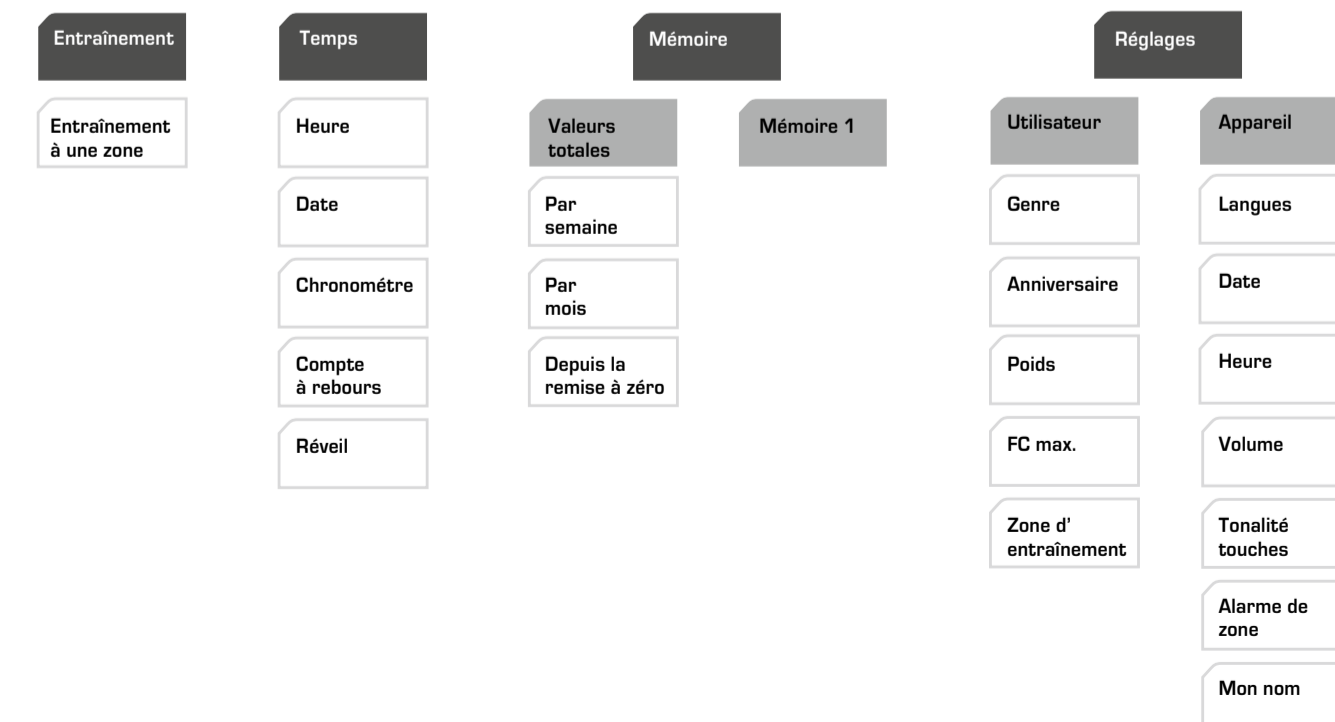 Entraînement
Entraînement
à une zone
Temps
Heure
Date
Chronométre
Compte
à rebours
Réveil
Mémoire
Valeurs
totales
Par
semaine
Par
mois
Depuis la
remise à zéro
Mémoire 1
Réglages
Utilisateur
Genre
Anniversaire
Poids
FC max.
Zone d’
entraînement
Appareil
Langues
Date
Heure
Volume
Tonalité
touches
Alarme de
zone
Mon nom